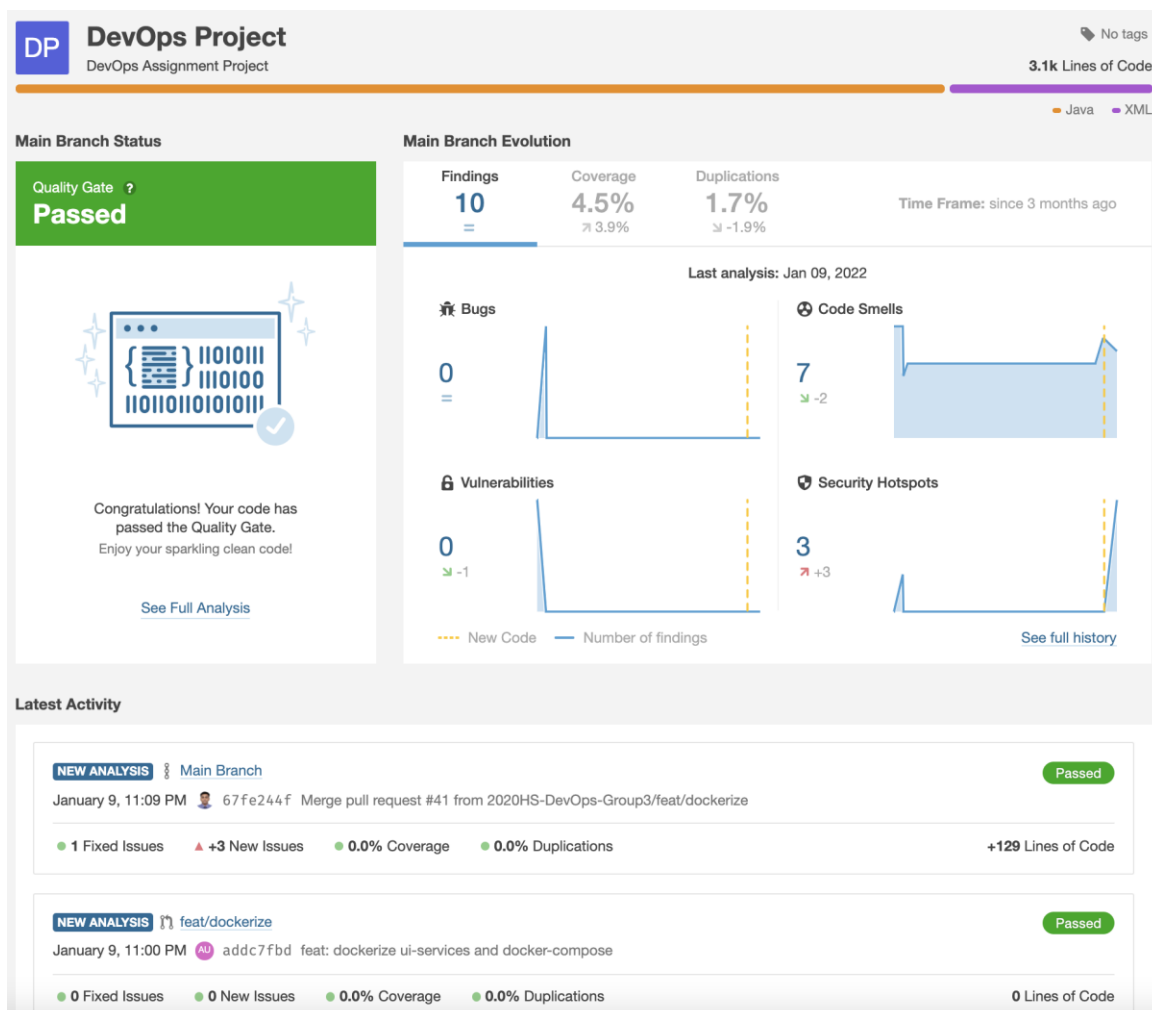 DP
DevOps Project
DevOps Assignment Project
No tags
3.1k Lines of Code
Java XML
Main Branch Status
Quality Gate ?
Passed
{ } IIOIOIII
IIIOIOO
IIOIIOIIOIOIOIII
Congratulations! Your code has
passed the Quality Gate.
Enjoy your sparkling clean code!
See Full Analysis
Main Branch Evolution
Findings
10
=
Coverage
4.5%
3.9%
Duplications
1.7%
-1.9%
Time Frame: since 3 months ago
Last analysis: Jan 09, 2022
Bugs
0
=
Code Smells
7
-2
Vulnerabilities
0
-1
Security Hotspots
3
+3
New Code Number of findings
See full history
Latest Activity
NEW ANALYSIS Main Branch
Passed
January 9, 11:09 PM 67fe244f Merge pull request #41 from 2020HS-DevOps-Group3/feat/dockerize
1 Fixed Issues +3 New Issues 0.0% Coverage 0.0% Duplications +129 Lines of Code
NEW ANALYSIS feat/dockerize
Passed
January 9, 11:00 PM AU addc7fbd feat: dockerize ui-services and docker-compose
0 Fixed Issues 0 New Issues 0.0% Coverage 0.0% Duplications 0 Lines of Code